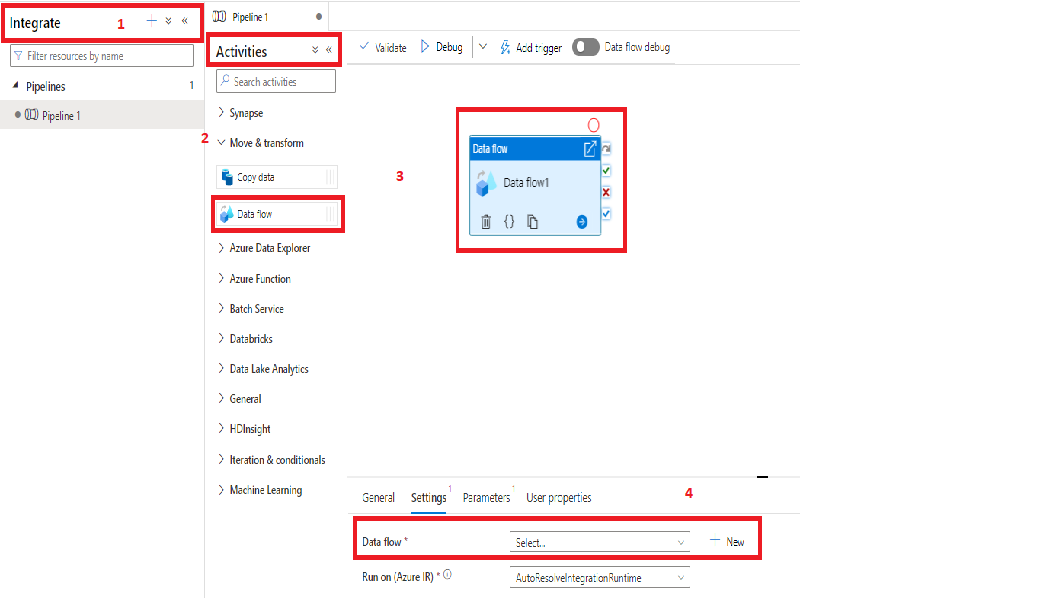 Integrate 1
Filter resources by name
Pipelines 1
Pipeline 1
Pipeline 1
Activities
Search activities
Synapse
2 Move & transform
Copy data
Data flow
Azure Data Explorer
Azure Function
Batch Service
Databricks
Data Lake Analytics
General
HDInsight
Iteration & conditionals
Machine Learning
Validate Debug Add trigger Data flow debug
3
Data flow
Data flow1
{}
General Settings 1 Parameters User properties 4
Data flow * Select... New
Run on (Azure IR) * AutoResolveIntegrationRuntime